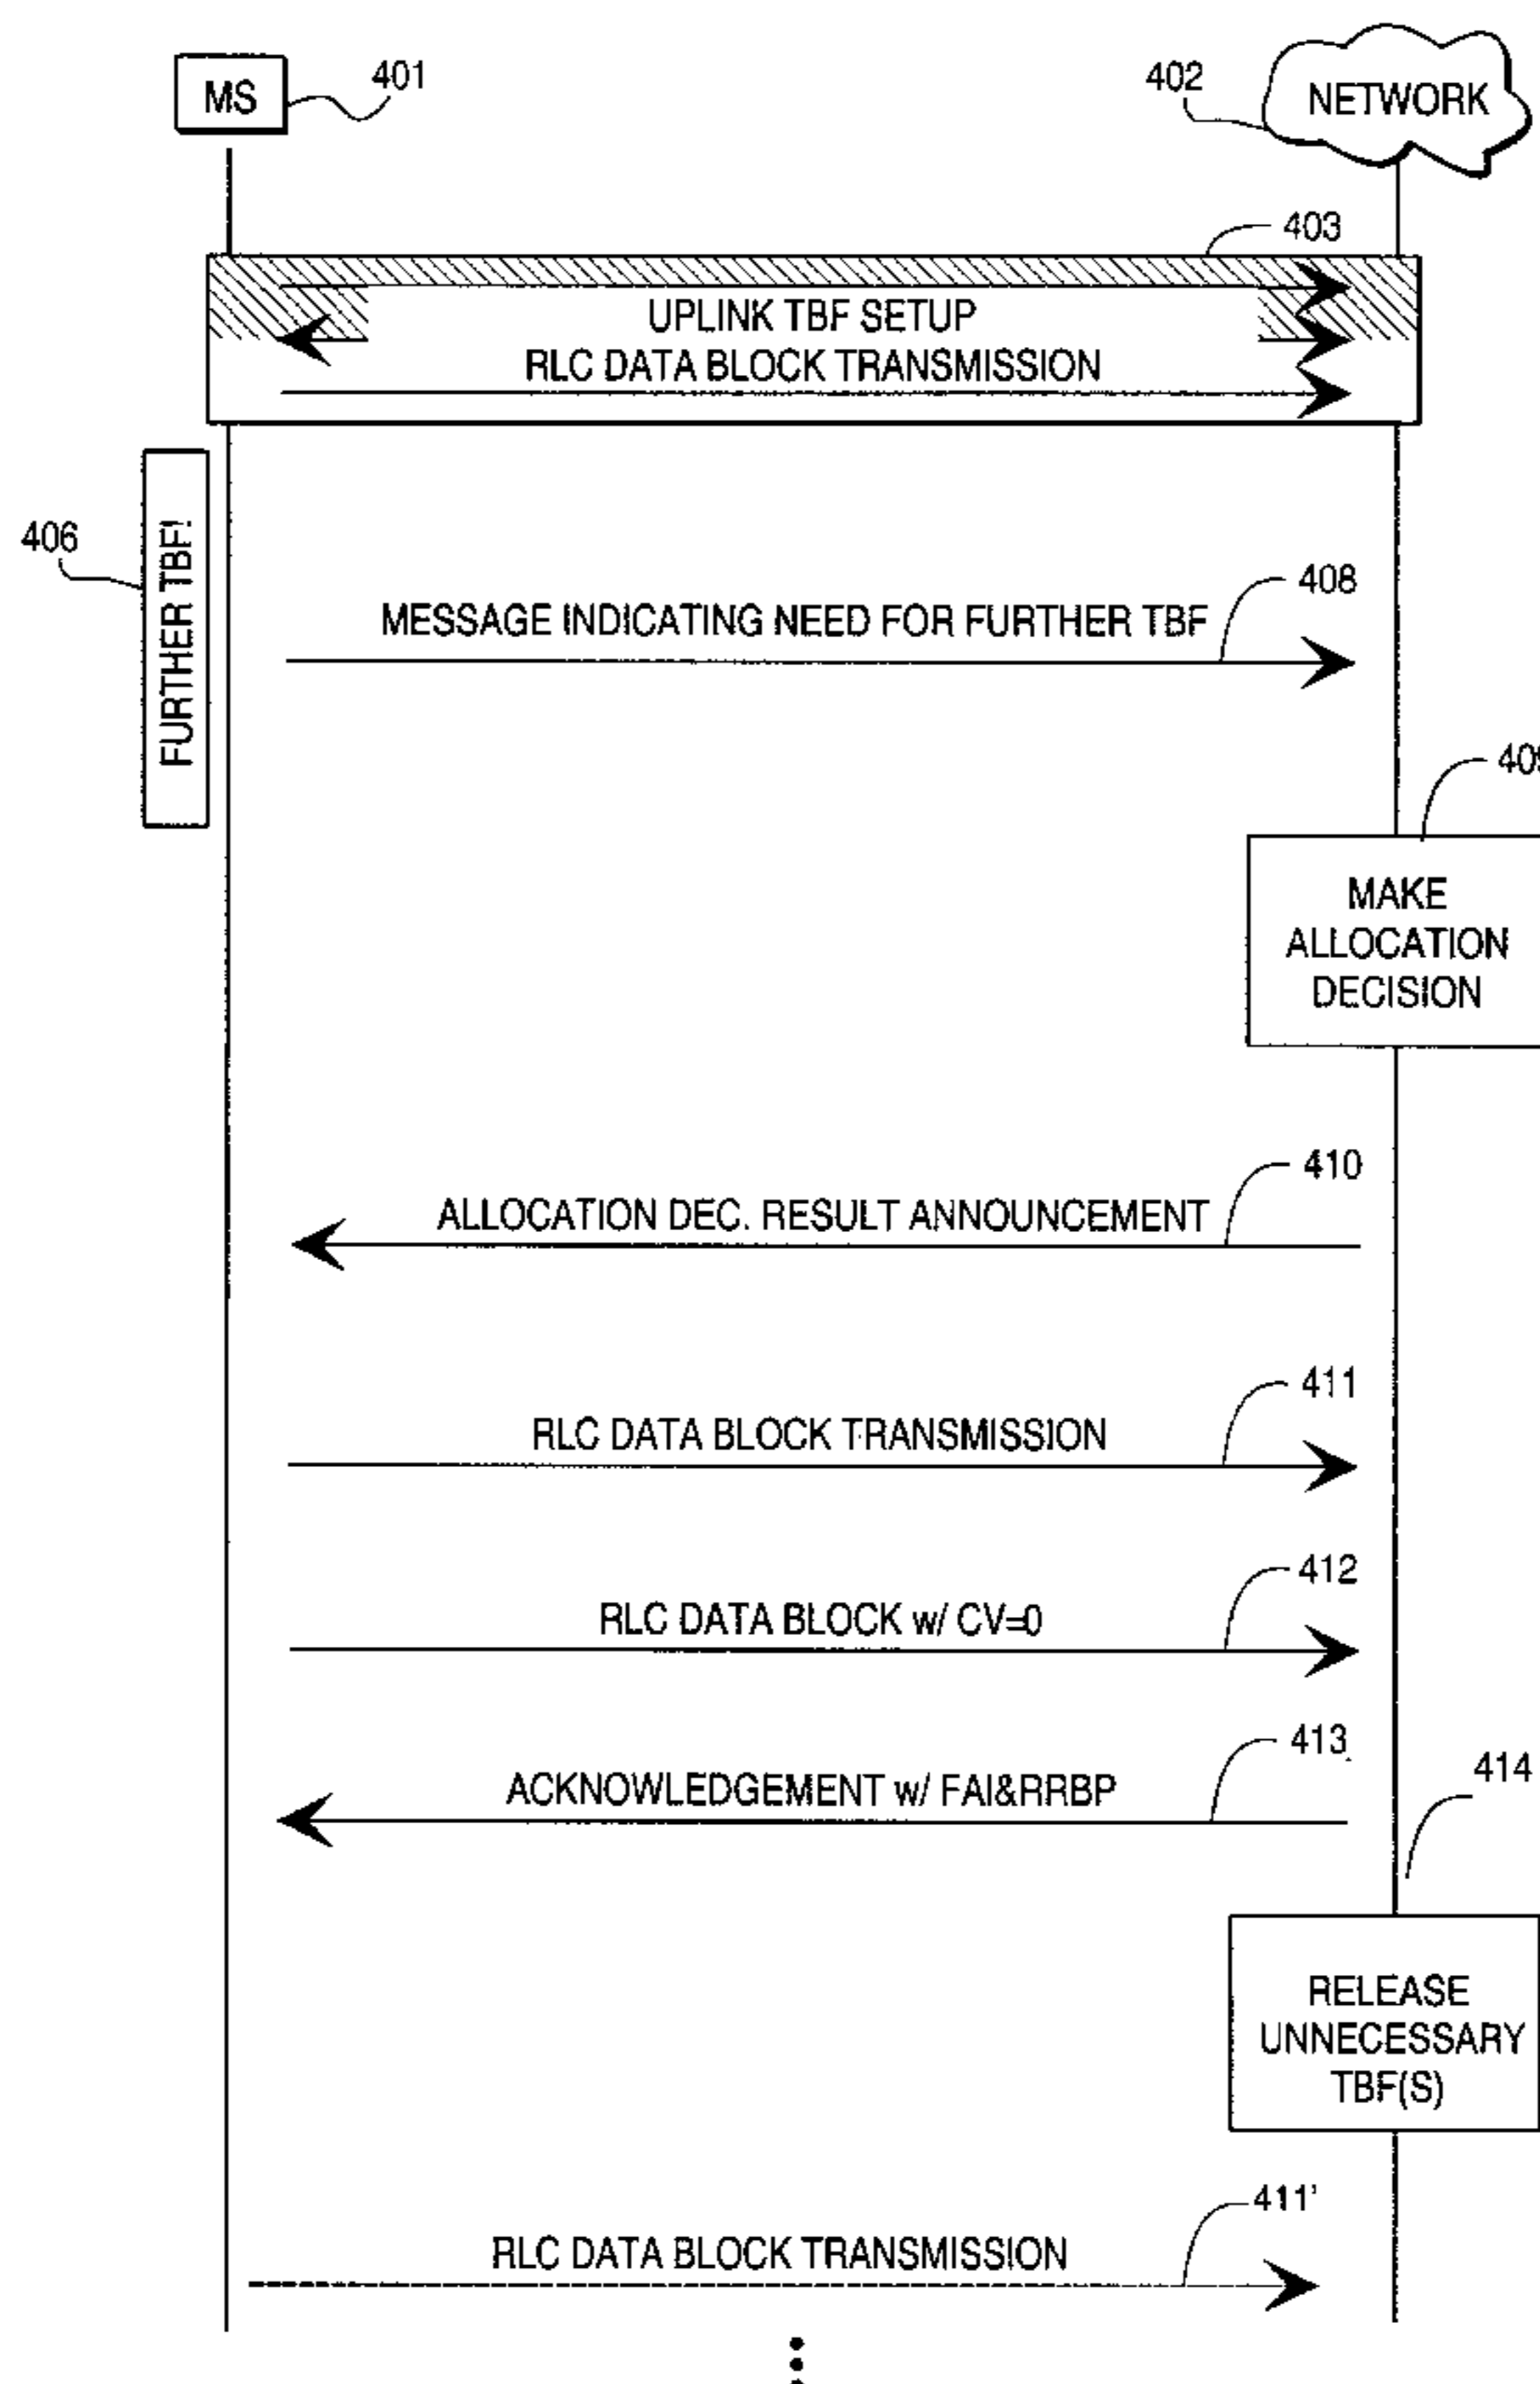 MS
401
402
NETWORK
403
UPLINK TBF SETUP
RLC DATA BLOCK TRANSMISSION
406
FURTHER TBF!
408
MESSAGE INDICATING NEED FOR FURTHER TBF
409
MAKE
ALLOCATION
DECISION
410
ALLOCATION DEC. RESULT ANNOUNCEMENT
411
RLC DATA BLOCK TRANSMISSION
412
RLC DATA BLOCK w/ CV=0
413
ACKNOWLEDGEMENT w/ FAI&RRBP
414
RELEASE
UNNECESSARY
TBF(S)
411'
RLC DATA BLOCK TRANSMISSION